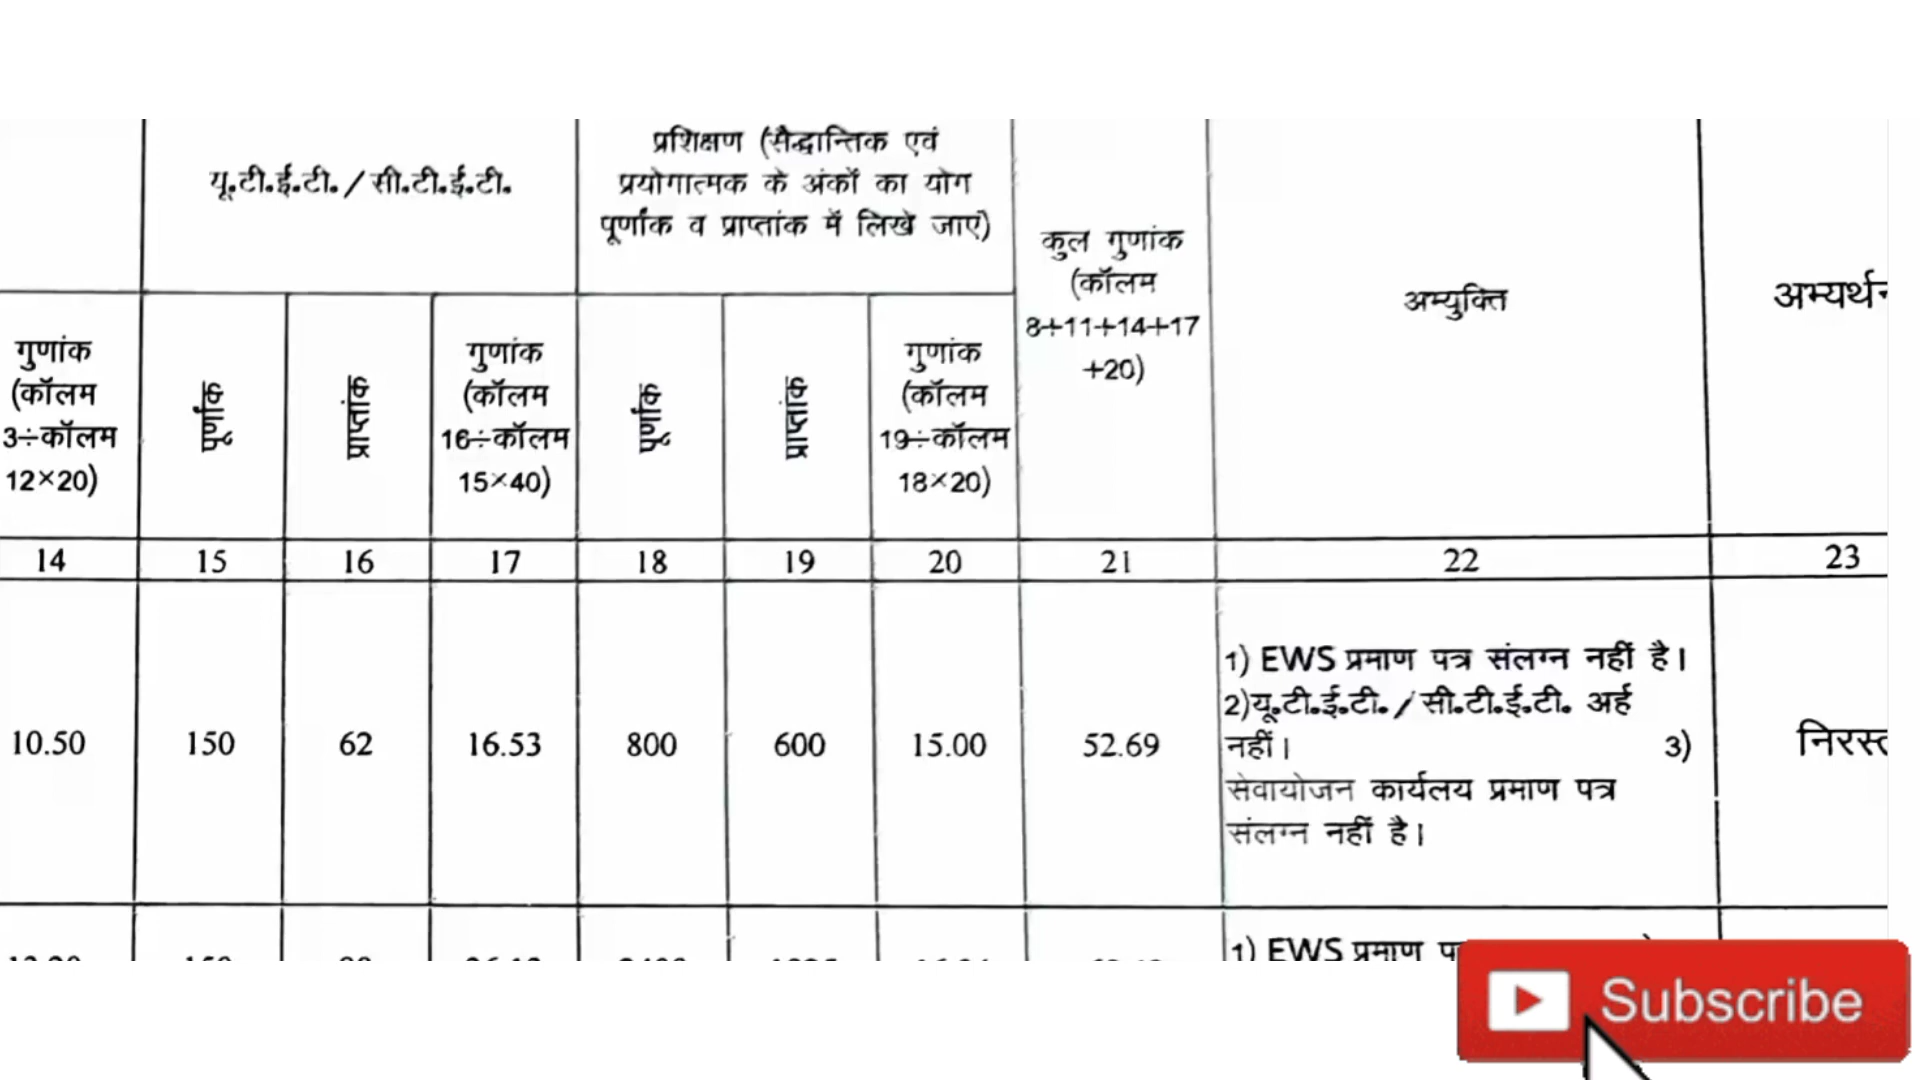 यू.टी.ई.टी. / सी.टी.ई.टी.
प्रशिक्षण (सैद्धान्तिक एवं
प्रयोगात्मक के अंकों का योग
पूर्णांक व प्राप्तांक में लिखे जाए)
कुल गुणांक
(कॉलम
8+11+14+17
+20)
अभ्युक्ति
गुणांक
(कॉलम
3÷कॉलम
12×20)
पूर्णांक
प्राप्तांक
गुणांक
(कॉलम
16÷कॉलम
15×40)
पूर्णांक
प्राप्तांक
गुणांक
(कॉलम
19÷कॉलम
18×20)
14 15 16 17 18 19 20 21 22 23
10.50 150 62 16.53 800 600 15.00 52.69
1) EWS प्रमाण पत्र संलग्न नहीं है।
2)यू.टी.ई.टी. / सी.टी.ई.टी. अर्ह
नहीं। 3)
सेवायोजन कार्यलय प्रमाण पत्र
संलग्न नहीं है।
1) EWS प्रमाण
Subscribe